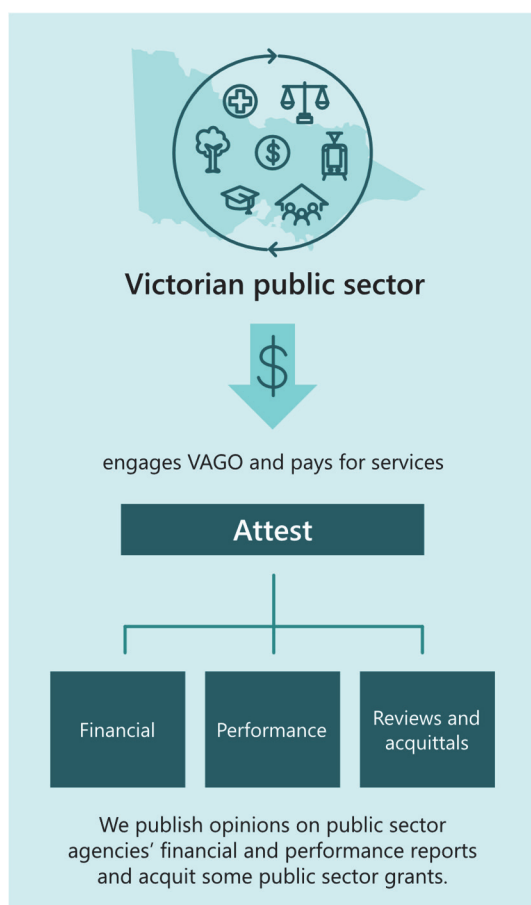 $
Victorian public sector
$
engages VAGO and pays for services
Attest
Financial
Performance
Reviews and
acquittals
We publish opinions on public sector
agencies’ financial and performance reports
and acquit some public sector grants.